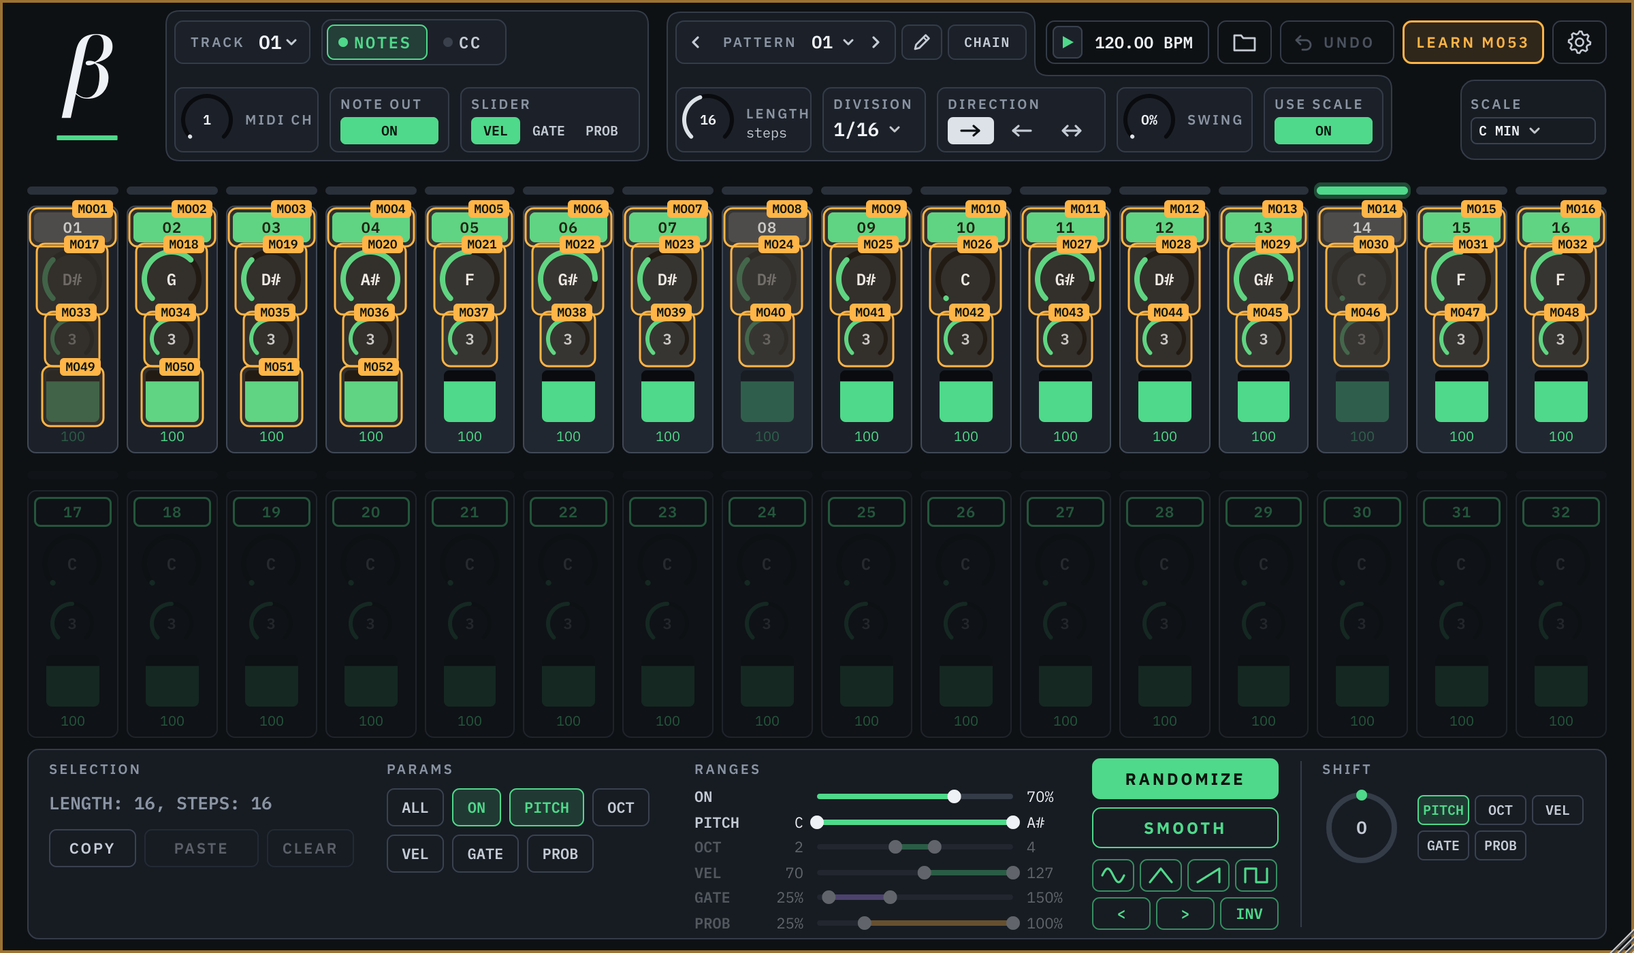 β
TRACK 01 NOTES CC
PATTERN 01 CHAIN
120.00 BPM
UNDO
LEARN M053
1 MIDI CH
NOTE OUT
ON
SLIDER
VEL GATE PROB
16 LENGTH
steps
DIVISION
1/16
DIRECTION
0% SWING
USE SCALE
ON
SCALE
C MIN
M001 M002 M003 M004 M005 M006 M007 M008 M009 M010 M011 M012 M013 M014 M015 M016
01 02 03 04 05 06 07 08 09 10 11 12 13 14 15 16
M017 M018 M019 M020 M021 M022 M023 M024 M025 M026 M027 M028 M029 M030 M031 M032
D# G D# A# F G# D# D# D# C G# D# G# C F F
M033 M034 M035 M036 M037 M038 M039 M040 M041 M042 M043 M044 M045 M046 M047 M048
3 3 3 3 3 3 3 3 3 3 3 3 3 3 3 3
M049 M050 M051 M052
100 100 100 100 100 100 100 100 100 100 100 100 100 100 100 100
17 18 19 20 21 22 23 24 25 26 27 28 29 30 31 32
C C C C C C C C C C C C C C C C
3 3 3 3 3 3 3 3 3 3 3 3 3 3 3 3
100 100 100 100 100 100 100 100 100 100 100 100 100 100 100 100
SELECTION
LENGTH: 16, STEPS: 16
COPY PASTE CLEAR
PARAMS
ALL ON PITCH OCT
VEL GATE PROB
RANGES
ON 70%
PITCH C A#
OCT 2 4
VEL 70 127
GATE 25% 150%
PROB 25% 100%
RANDOMIZE
SMOOTH
< > INV
SHIFT
0
PITCH OCT VEL
GATE PROB